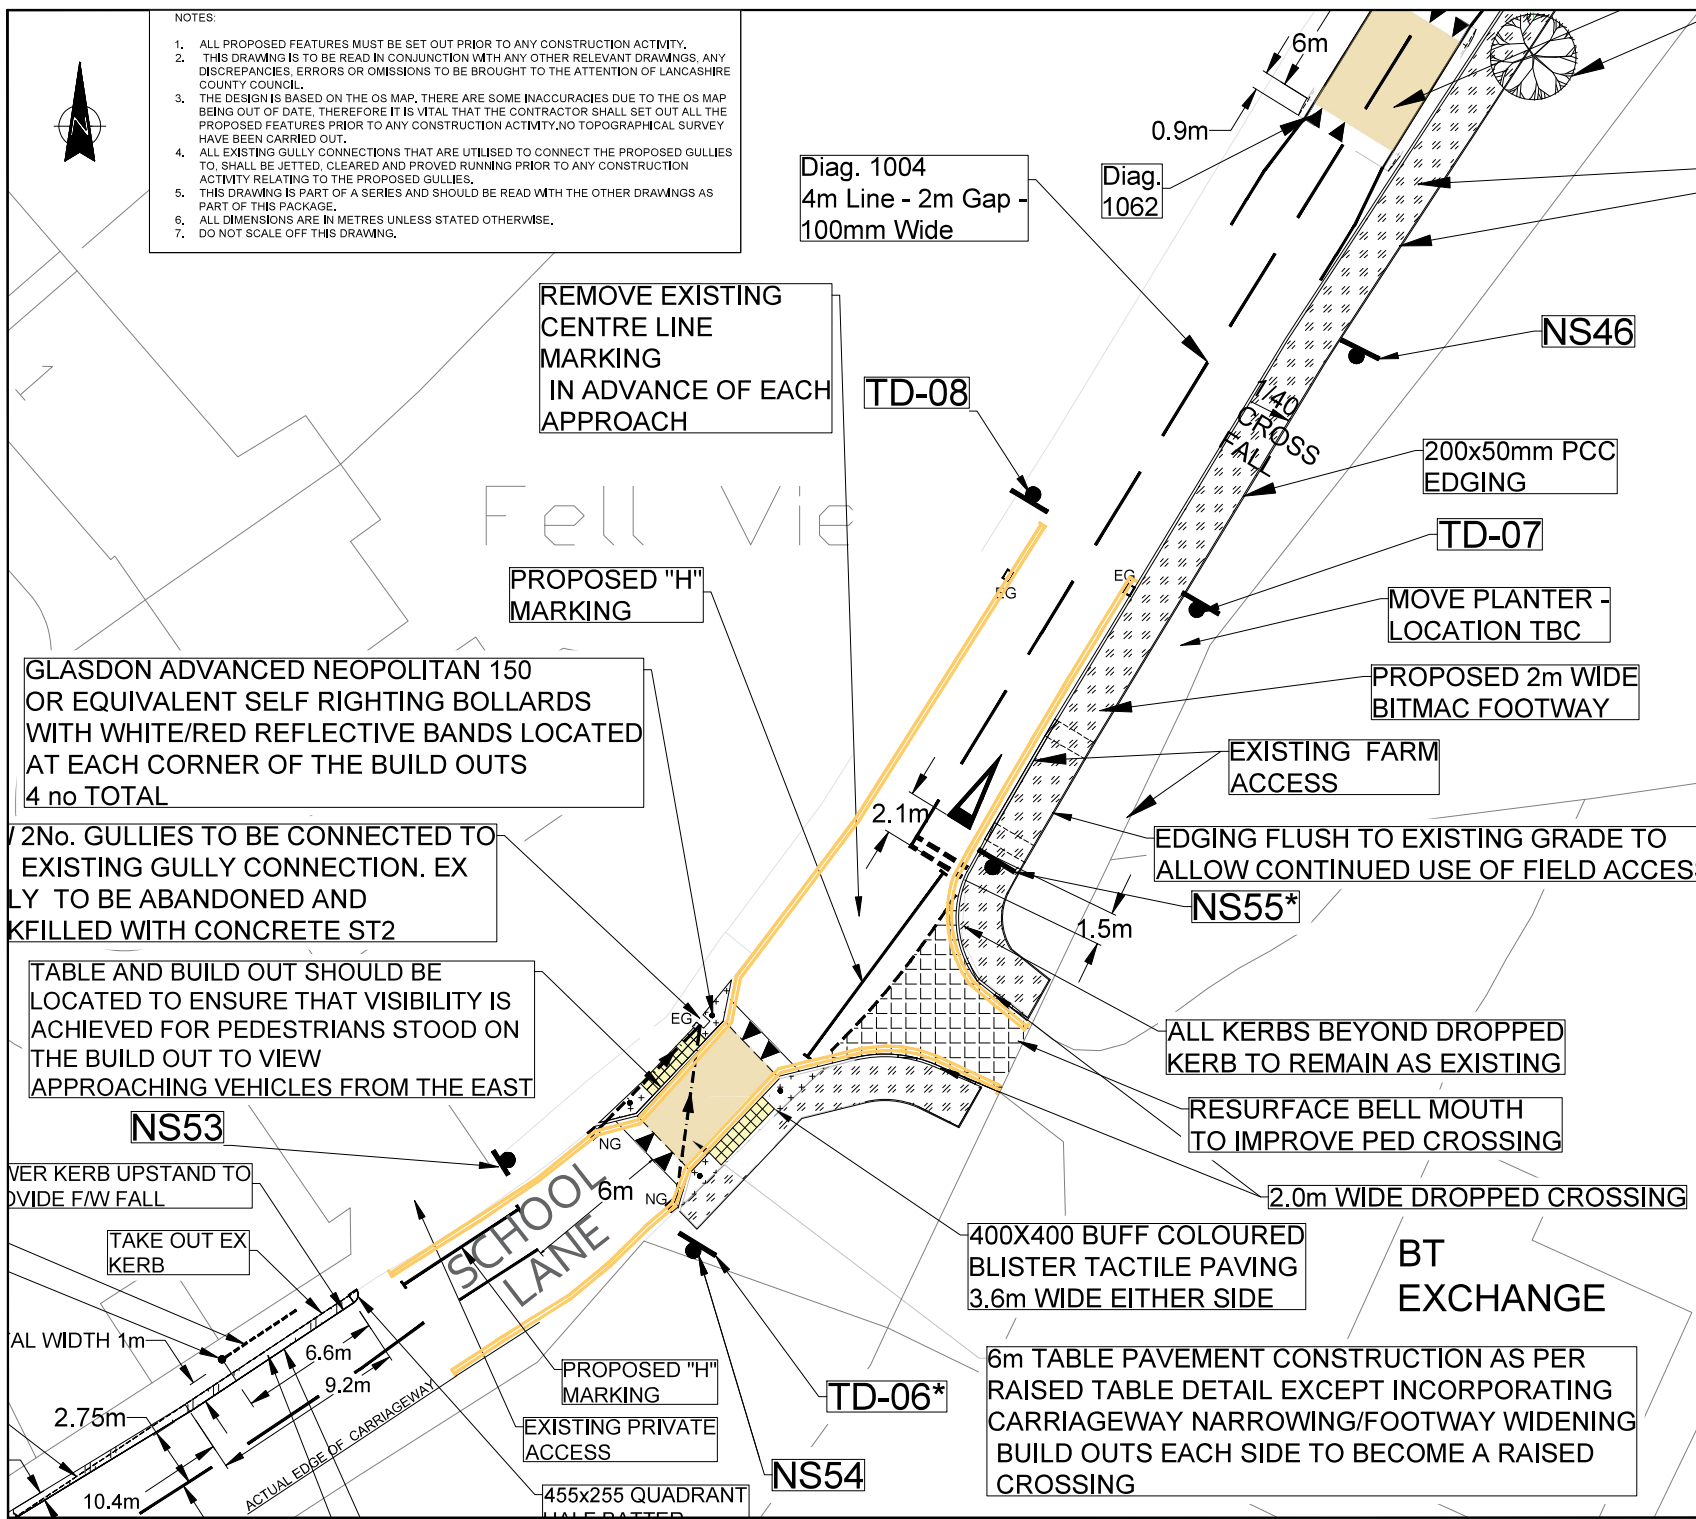 NOTES:
1. ALL PROPOSED FEATURES MUST BE SET OUT PRIOR TO ANY CONSTRUCTION ACTIVITY.
2. THIS DRAWING IS TO BE READ IN CONJUNCTION WITH ANY OTHER RELEVANT DRAWINGS, ANY
DISCREPANCIES, ERRORS OR OMISSIONS TO BE BROUGHT TO THE ATTENTION OF LANCASHIRE
COUNTY COUNCIL.
3. THE DESIGN IS BASED ON THE OS MAP. THERE ARE SOME INACCURACIES DUE TO THE OS MAP
BEING OUT OF DATE, THEREFORE IT IS VITAL THAT THE CONTRACTOR SHALL SET OUT ALL THE
PROPOSED FEATURES PRIOR TO ANY CONSTRUCTION ACTIVITY.NO TOPOGRAPHICAL SURVEY
HAVE BEEN CARRIED OUT.
4. ALL EXISTING GULLY CONNECTIONS THAT ARE UTILISED TO CONNECT THE PROPOSED GULLIES
TO, SHALL BE JETTED, CLEARED AND PROVED RUNNING PRIOR TO ANY CONSTRUCTION
ACTIVITY RELATING TO THE PROPOSED GULLIES.
5. THIS DRAWING IS PART OF A SERIES AND SHOULD BE READ WITH THE OTHER DRAWINGS AS
PART OF THIS PACKAGE.
6. ALL DIMENSIONS ARE IN METRES UNLESS STATED OTHERWISE.
7. DO NOT SCALE OFF THIS DRAWING.
N
6m
0.9m
Diag. 1004
4m Line - 2m Gap -
100mm Wide
Diag.
1062
REMOVE EXISTING
CENTRE LINE
MARKING
IN ADVANCE OF EACH
APPROACH
TD-08
NS46
1
1/40
CROSS
FALL
200x50mm PCC
EDGING
Fell Vie
TD-07
EG
EG
PROPOSED "H"
MARKING
MOVE PLANTER -
LOCATION TBC
GLASDON ADVANCED NEOPOLITAN 150
OR EQUIVALENT SELF RIGHTING BOLLARDS
WITH WHITE/RED REFLECTIVE BANDS LOCATED
AT EACH CORNER OF THE BUILD OUTS
4 no TOTAL
PROPOSED 2m WIDE
BITMAC FOOTWAY
EXISTING FARM
ACCESS
2.1m
2No. GULLIES TO BE CONNECTED TO
EXISTING GULLY CONNECTION. EX
LY TO BE ABANDONED AND
KFILLED WITH CONCRETE ST2
EDGING FLUSH TO EXISTING GRADE TO
ALLOW CONTINUED USE OF FIELD ACCES
NS55*
1.5m
TABLE AND BUILD OUT SHOULD BE
LOCATED TO ENSURE THAT VISIBILITY IS
ACHIEVED FOR PEDESTRIANS STOOD ON
THE BUILD OUT TO VIEW
APPROACHING VEHICLES FROM THE EAST
EG
ALL KERBS BEYOND DROPPED
KERB TO REMAIN AS EXISTING
NS53
NG
RESURFACE BELL MOUTH
TO IMPROVE PED CROSSING
WER KERB UPSTAND TO
OVIDE F/W FALL
6m
NG
2.0m WIDE DROPPED CROSSING
SCHOOL
LANE
TAKE OUT EX
KERB
400X400 BUFF COLOURED
BLISTER TACTILE PAVING
3.6m WIDE EITHER SIDE
BT
EXCHANGE
AL WIDTH 1m
6.6m
9.2m
PROPOSED "H"
MARKING
TD-06*
6m TABLE PAVEMENT CONSTRUCTION AS PER
RAISED TABLE DETAIL EXCEPT INCORPORATING
CARRIAGEWAY NARROWING/FOOTWAY WIDENING
BUILD OUTS EACH SIDE TO BECOME A RAISED
CROSSING
2.75m
EXISTING PRIVATE
ACCESS
ACTUAL EDGE OF CARRIAGEWAY
NS54
10.4m
455x255 QUADRANT
HALF BATTER